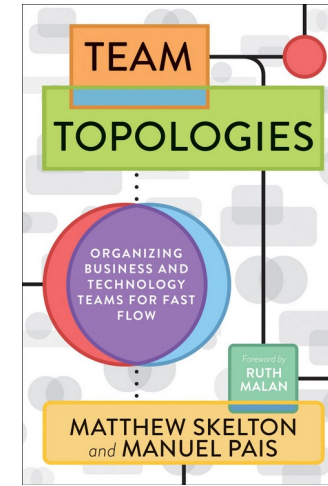 TEAM
TOPOLOGIES
ORGANIZING
BUSINESS AND
TECHNOLOGY
TEAMS FOR FAST
FLOW
Foreword by
RUTH
MALAN
MATTHEW SKELTON
and MANUEL PAIS